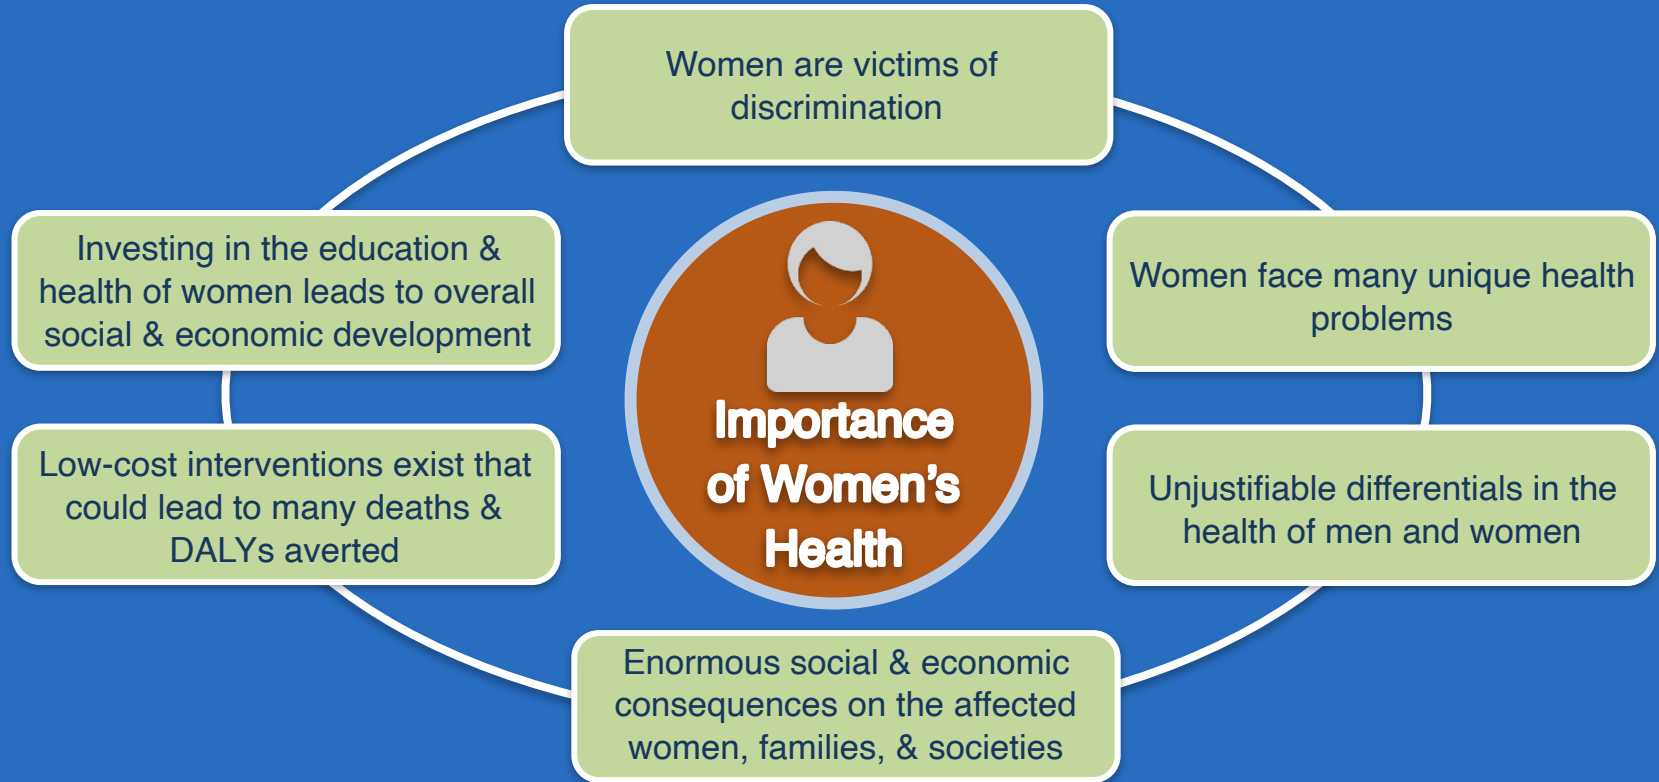 Women are victims of
discrimination
Women face many unique health
problems
Unjustifiable differentials in the
health of men and women
Enormous social & economic
consequences on the affected
women, families, & societies
Low-cost interventions exist that
could lead to many deaths &
DALYs averted
Investing in the education &
health of women leads to overall
social & economic development
Importance
of Women’s
Health